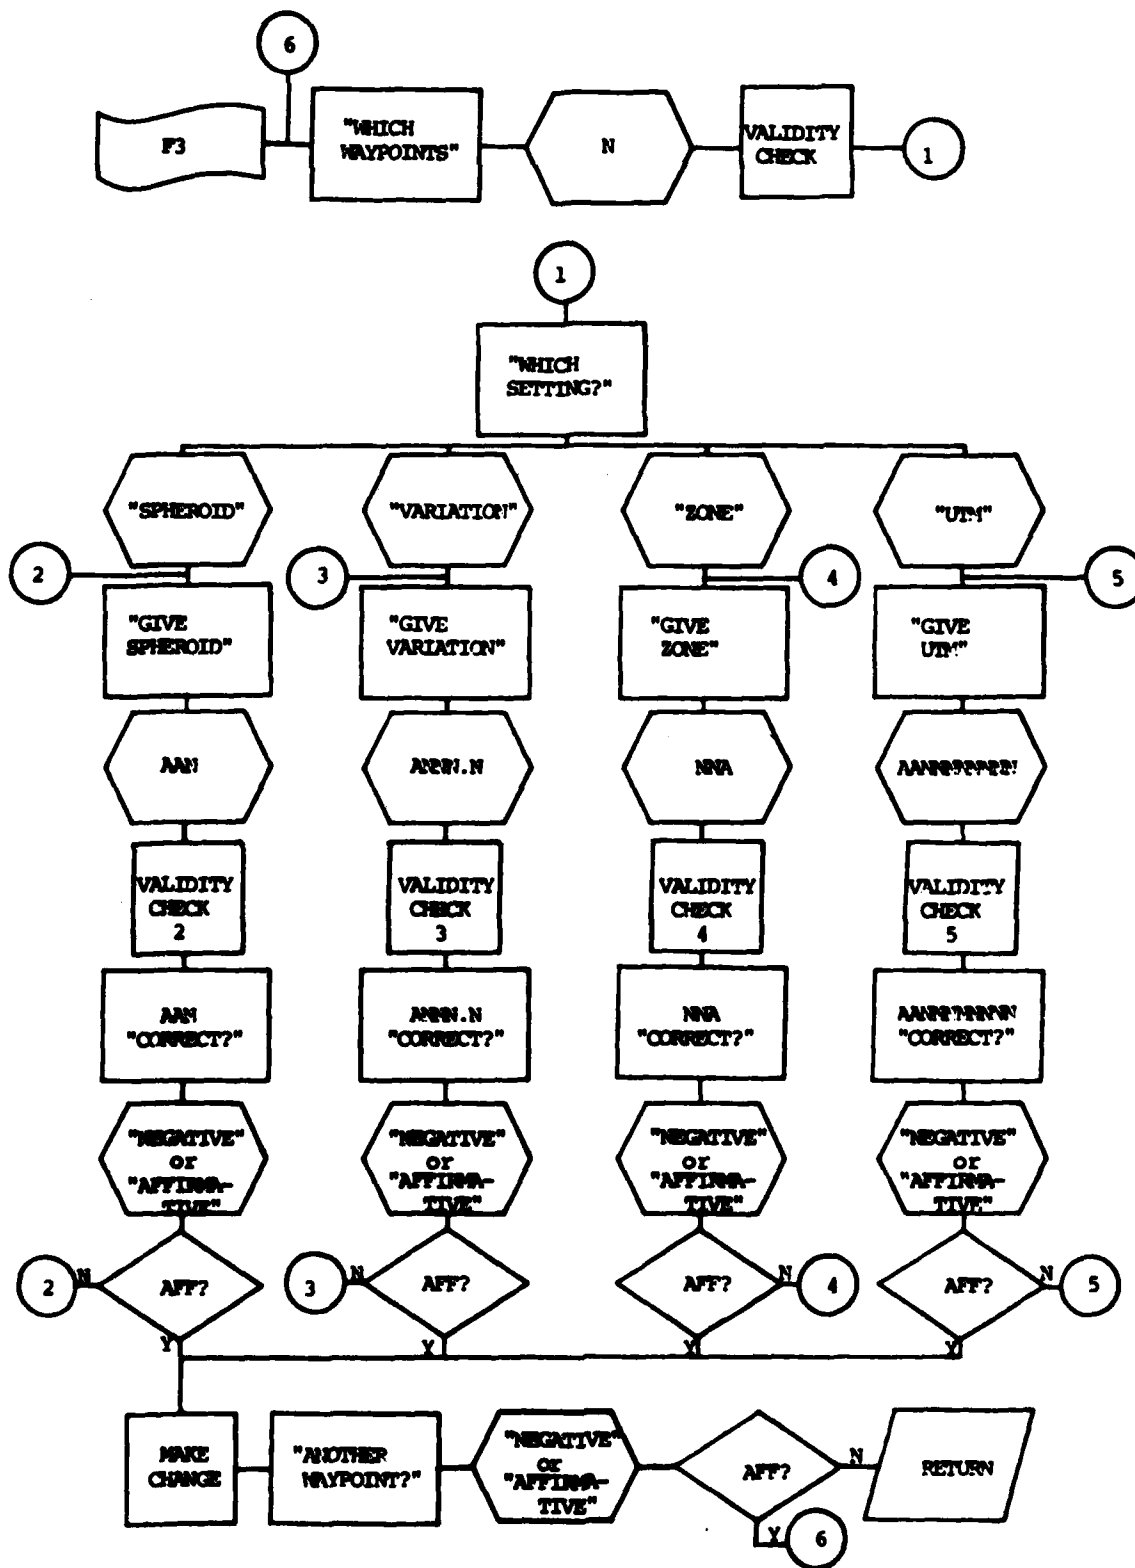 6
F3
"WHICH
WAYPOINTS"
N
VALIDITY
CHECK
1
1
"WHICH
SETTING?"
"SPHEROID"
"VARIATION"
"ZONE"
"UTM"
2
3
4
5
"GIVE
SPHEROID"
"GIVE
VARIATION"
"GIVE
ZONE"
"GIVE
UTM"
AAN
ANNN.N
NNA
VALIDITY
CHECK
2
VALIDITY
CHECK
3
VALIDITY
CHECK
4
VALIDITY
CHECK
5
AAN
"CORRECT?"
ANNN.N
"CORRECT?"
NNA
"CORRECT?"
"CORRECT?"
"NEGATIVE"
or
"AFFIRMA-
TIVE"
"NEGATIVE"
or
"AFFIRMA-
TIVE"
"NEGATIVE"
or
"AFFIRMA-
TIVE"
"NEGATIVE"
or
"AFFIRMA-
TIVE"
2
N
AFF?
Y
3
N
AFF?
Y
AFF?
N
4
Y
AFF?
N
5
Y
MAKE
CHANGE
"ANOTHER
WAYPOINT?"
"NEGATIVE"
or
"AFFIRMA-
TIVE"
AFF?
N
RETURN
Y
6